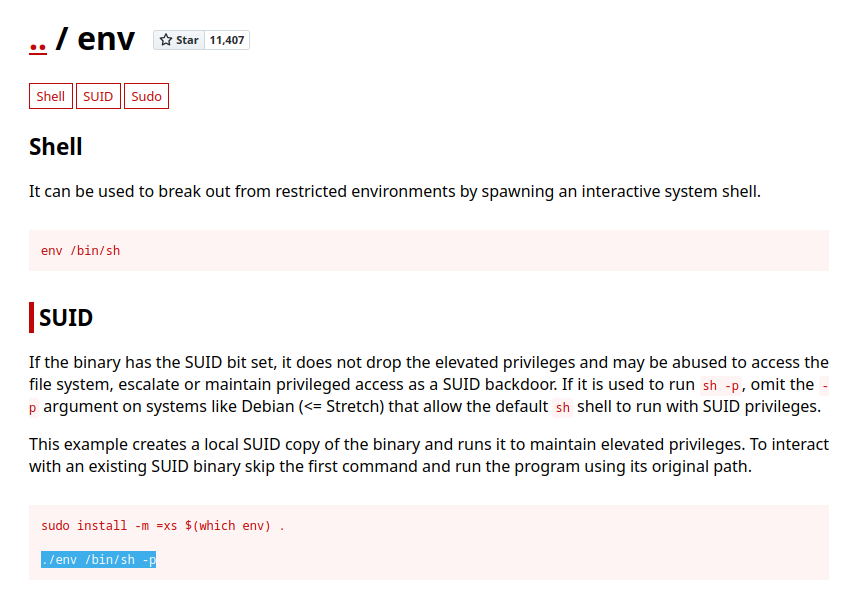 .. / env Star 11,407
Shell SUID Sudo
Shell
It can be used to break out from restricted environments by spawning an interactive system shell.
env /bin/sh
SUID
If the binary has the SUID bit set, it does not drop the elevated privileges and may be abused to access the
file system, escalate or maintain privileged access as a SUID backdoor. If it is used to run sh -p, omit the -
p argument on systems like Debian (<= Stretch) that allow the default sh shell to run with SUID privileges.
This example creates a local SUID copy of the binary and runs it to maintain elevated privileges. To interact
with an existing SUID binary skip the first command and run the program using its original path.
sudo install -m =xs $(which env) .
./env /bin/sh -p